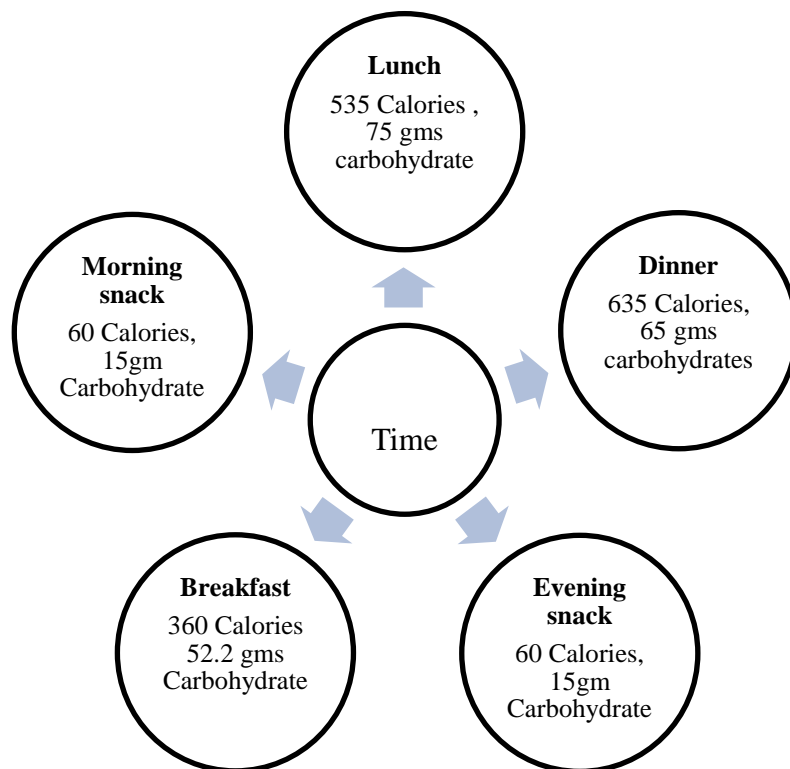 Lunch
535 Calories ,
75 gms
carbohydrate
Morning
snack
60 Calories,
15gm
Carbohydrate
Dinner
635 Calories,
65 gms
carbohydrates
Time
Breakfast
360 Calories
52.2 gms
Carbohydrate
Evening
snack
60 Calories,
15gm
Carbohydrate